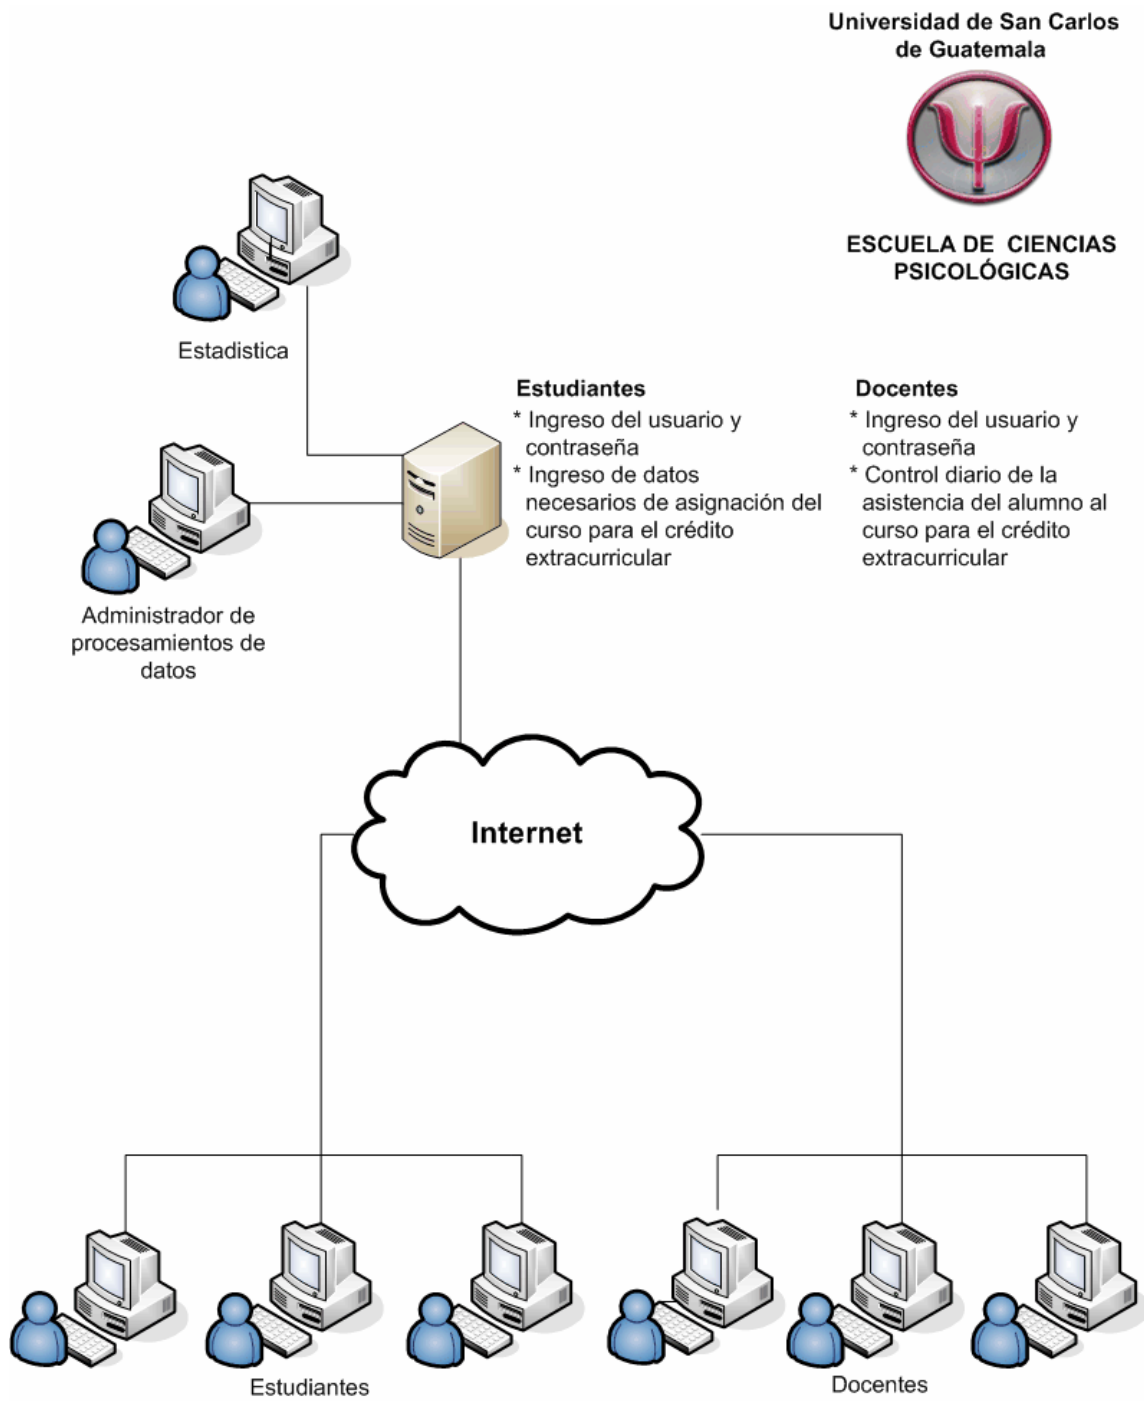 Universidad de San Carlos
de Guatemala
ESCUELA DE CIENCIAS
PSICOLÓGICAS
Estadistica
Estudiantes
* Ingreso del usuario y
contraseña
* Ingreso de datos
necesarios de asignación del
curso para el crédito
extracurricular
Docentes
* Ingreso del usuario y
contraseña
* Control diario de la
asistencia del alumno al
curso para el crédito
extracurricular
Administrador de
procesamientos de
datos
Internet
Estudiantes
Docentes